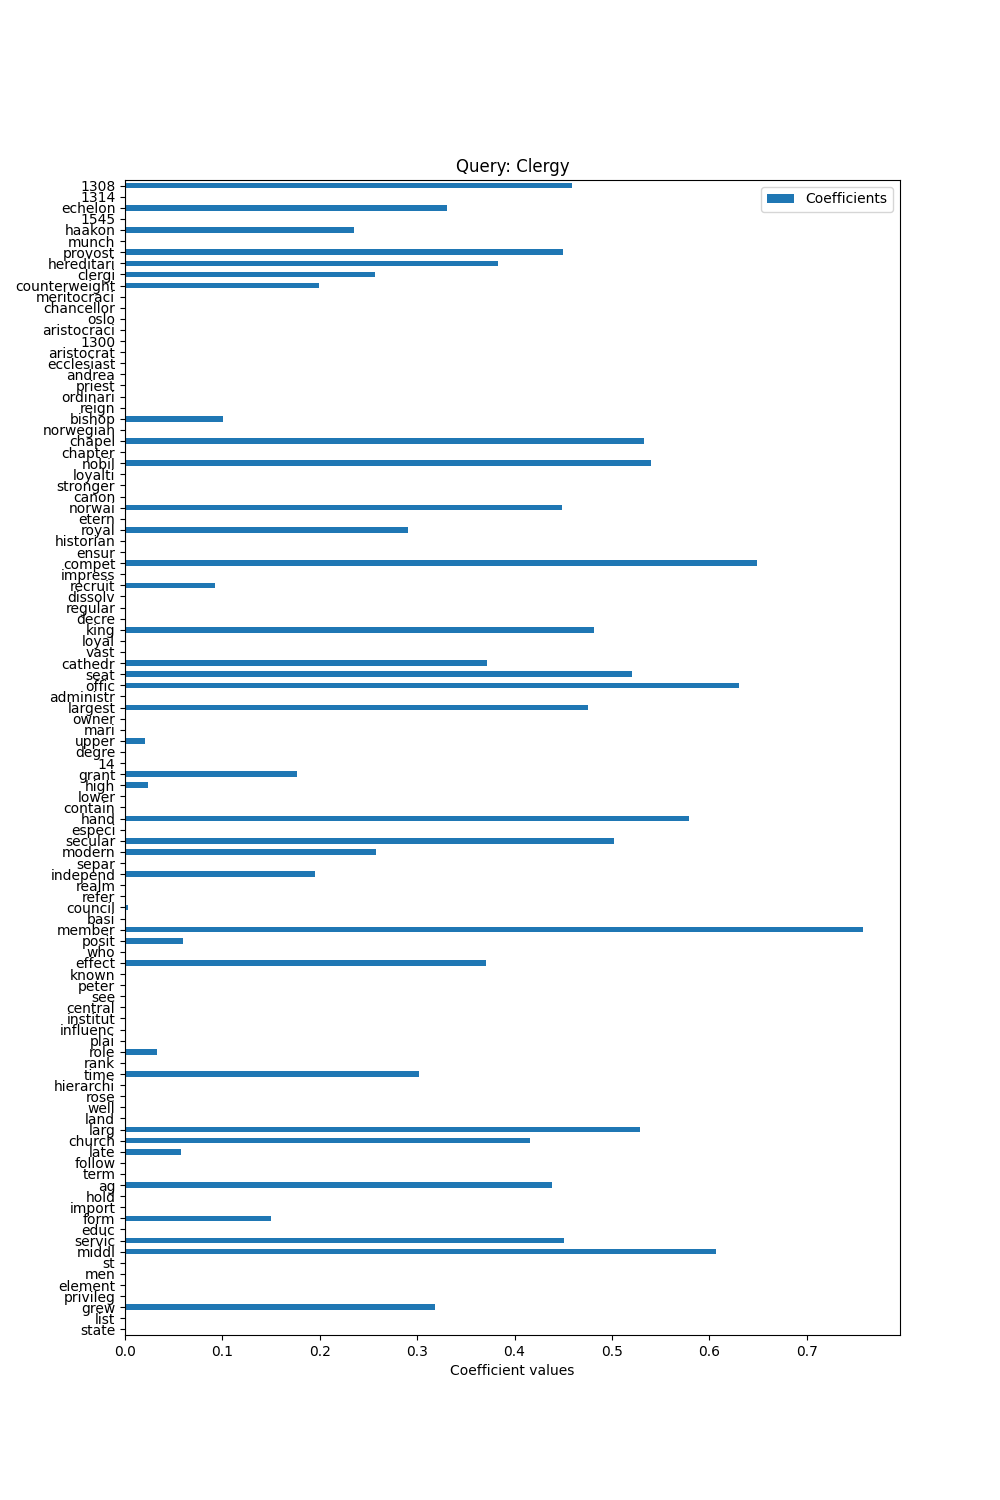 Query: Clergy
Coefficients
1308
1314
echelon
1545
haakon
munch
provost
hereditari
clergi
counterweight
meritocraci
chancellor
oslo
aristocraci
1300
aristocrat
ecclesiast
andrea
priest
ordinari
reign
bishop
norwegian
chapel
chapter
nobil
loyalti
stronger
canon
norwai
etern
royal
historian
ensur
compet
impress
recruit
dissolv
regular
decre
king
loyal
vast
cathedr
seat
offic
administr
largest
owner
mari
upper
degre
14
grant
high
lower
contain
hand
especi
secular
modern
separ
independ
realm
refer
council
basi
member
posit
who
effect
known
peter
see
central
institut
influenc
plai
role
rank
time
hierarchi
rose
well
land
larg
church
late
follow
term
ag
hold
import
form
educ
servic
middl
st
men
element
privileg
grew
list
state
0.0 0.1 0.2 0.3 0.4 0.5 0.6 0.7
Coefficient values